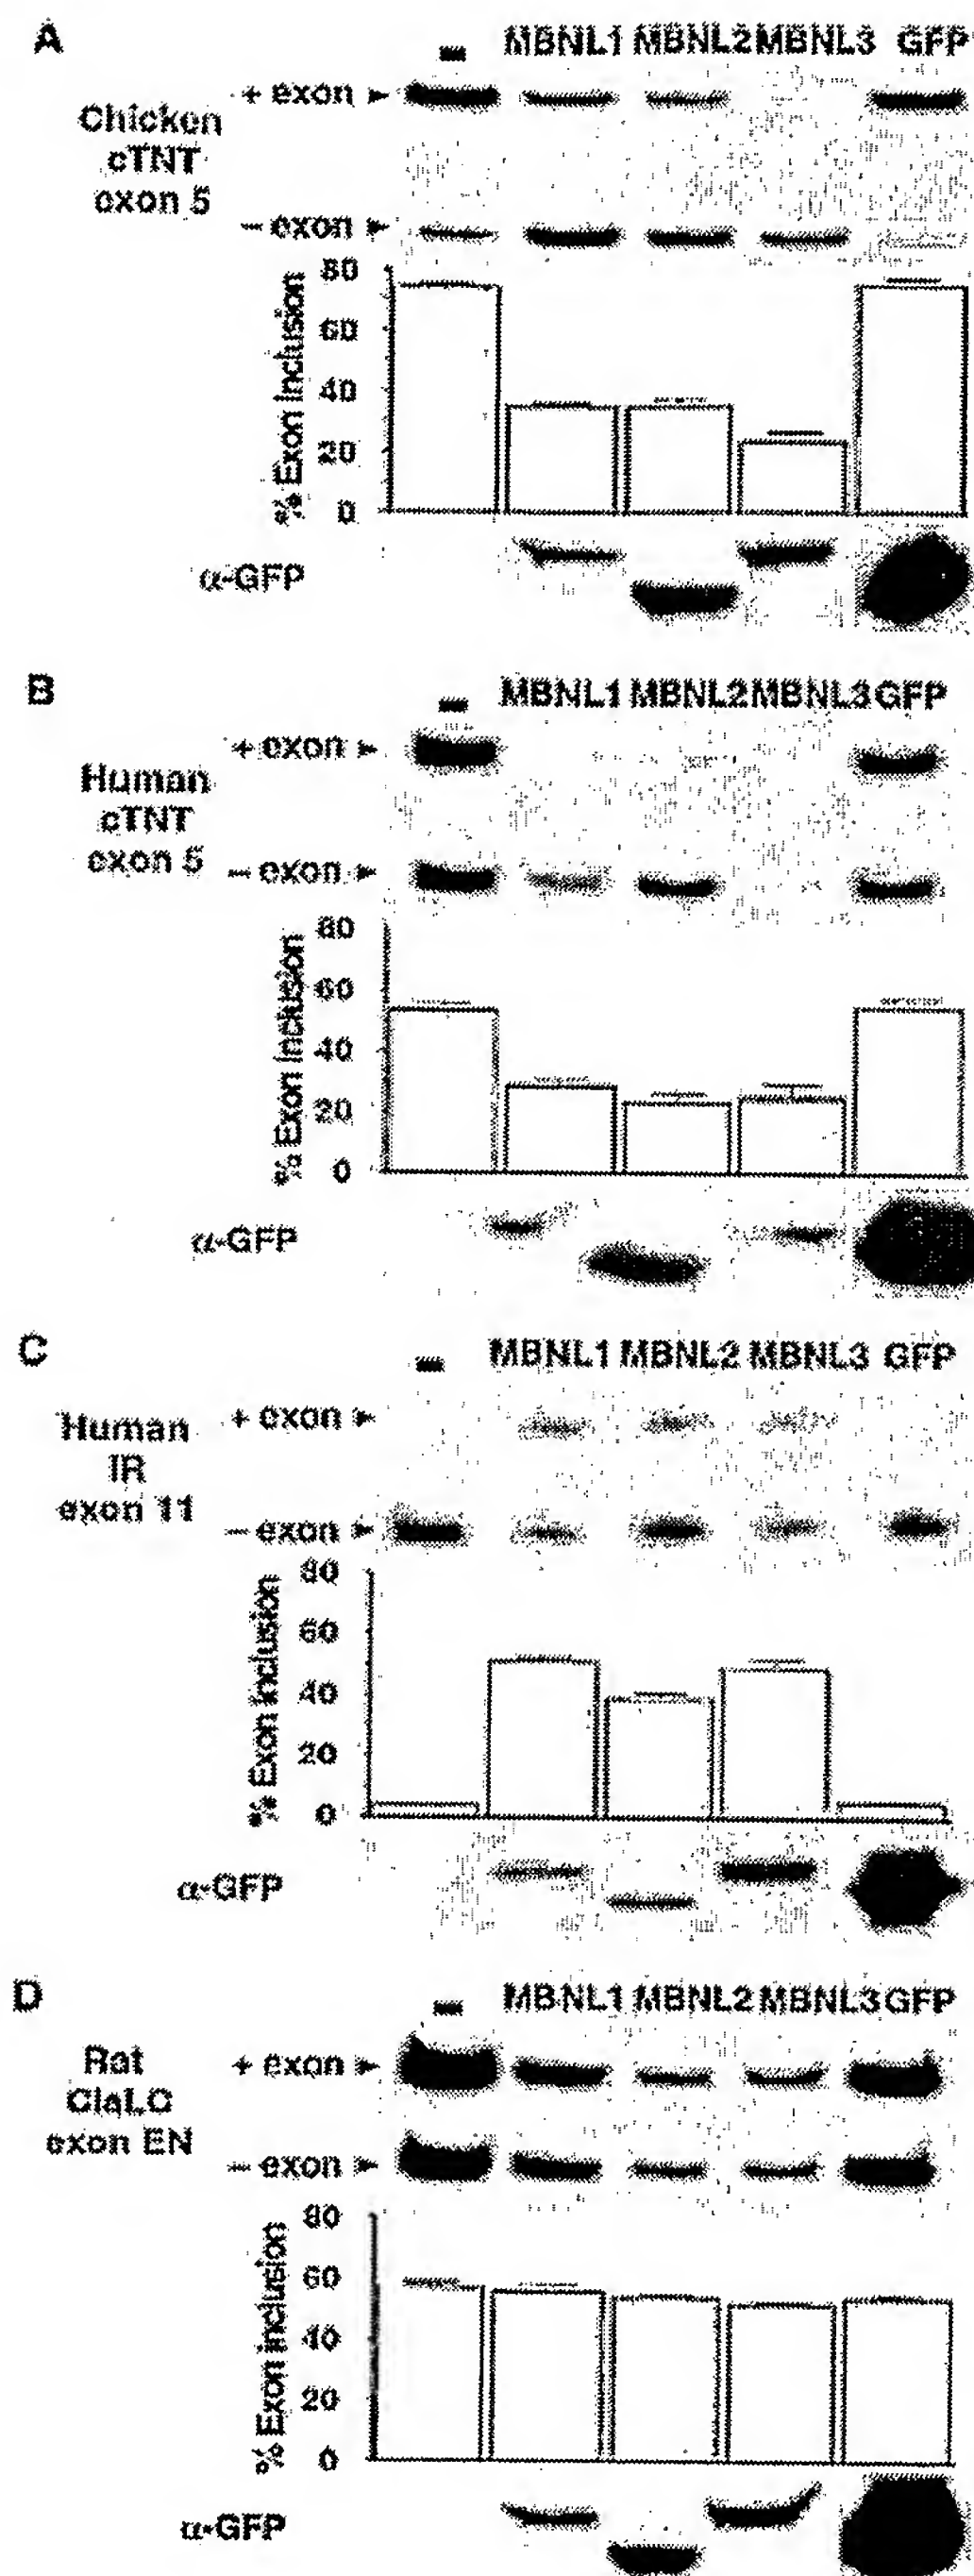 A
– MBNL1 MBNL2 MBNL3 GFP
+ exon
Chicken
cTNT
exon 5
– exon
% Exon Inclusion
80
60
40
20
0
α-GFP
B
– MBNL1 MBNL2 MBNL3 GFP
+ exon
Human
cTNT
exon 5
– exon
% Exon Inclusion
80
60
40
20
0
α-GFP
C
– MBNL1 MBNL2 MBNL3 GFP
+ exon
Human
IR
exon 11
– exon
% Exon Inclusion
80
60
40
20
0
α-GFP
D
– MBNL1 MBNL2 MBNL3 GFP
+ exon
Rat
ClaLC
exon EN
– exon
% Exon Inclusion
80
60
40
20
0
α-GFP